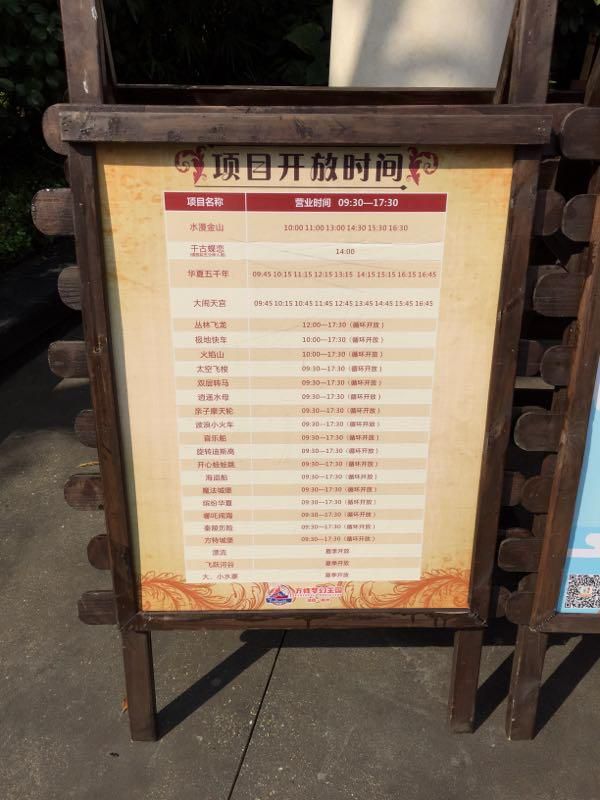 项目开放时间
项目名称 营业时间 09:30—17:30
水漫金山 10:00 11:00 13:00 14:30 15:30 16:30
千古蝶恋 14:00
华夏五千年 09:45 10:15 11:15 12:15 13:15 14:15 15:15 16:15 16:45
大闹天宫 09:45 10:15 10:45 11:45 12:45 13:45 14:45 15:45 16:45
丛林飞龙 12:00—17:30（循环开放）
极地快车 10:00—17:30（循环开放）
火焰山 10:00—17:30（循环开放）
太空飞梭 09:30—17:30（循环开放）
双层转马 09:30—17:30（循环开放）
逍遥水母 09:30—17:30（循环开放）
亲子摩天轮 09:30—17:30（循环开放）
波浪小火车 09:30—17:30（循环开放）
音乐船 09:30—17:30（循环开放）
旋转迪斯高 09:30—17:30（循环开放）
开心蛙蛙跳 09:30—17:30（循环开放）
海盗船 09:30—17:30（循环开放）
魔法城堡 09:30—17:30（循环开放）
缤纷华夏 09:30—17:30（循环开放）
哪吒闹海 09:30—17:30（循环开放）
秦陵历险 09:30—17:30（循环开放）
方特城堡 09:30—17:30（循环开放）
漂流 夏季开放
飞跃河谷 夏季开放
大、小水寨 夏季开放
方特梦幻王国